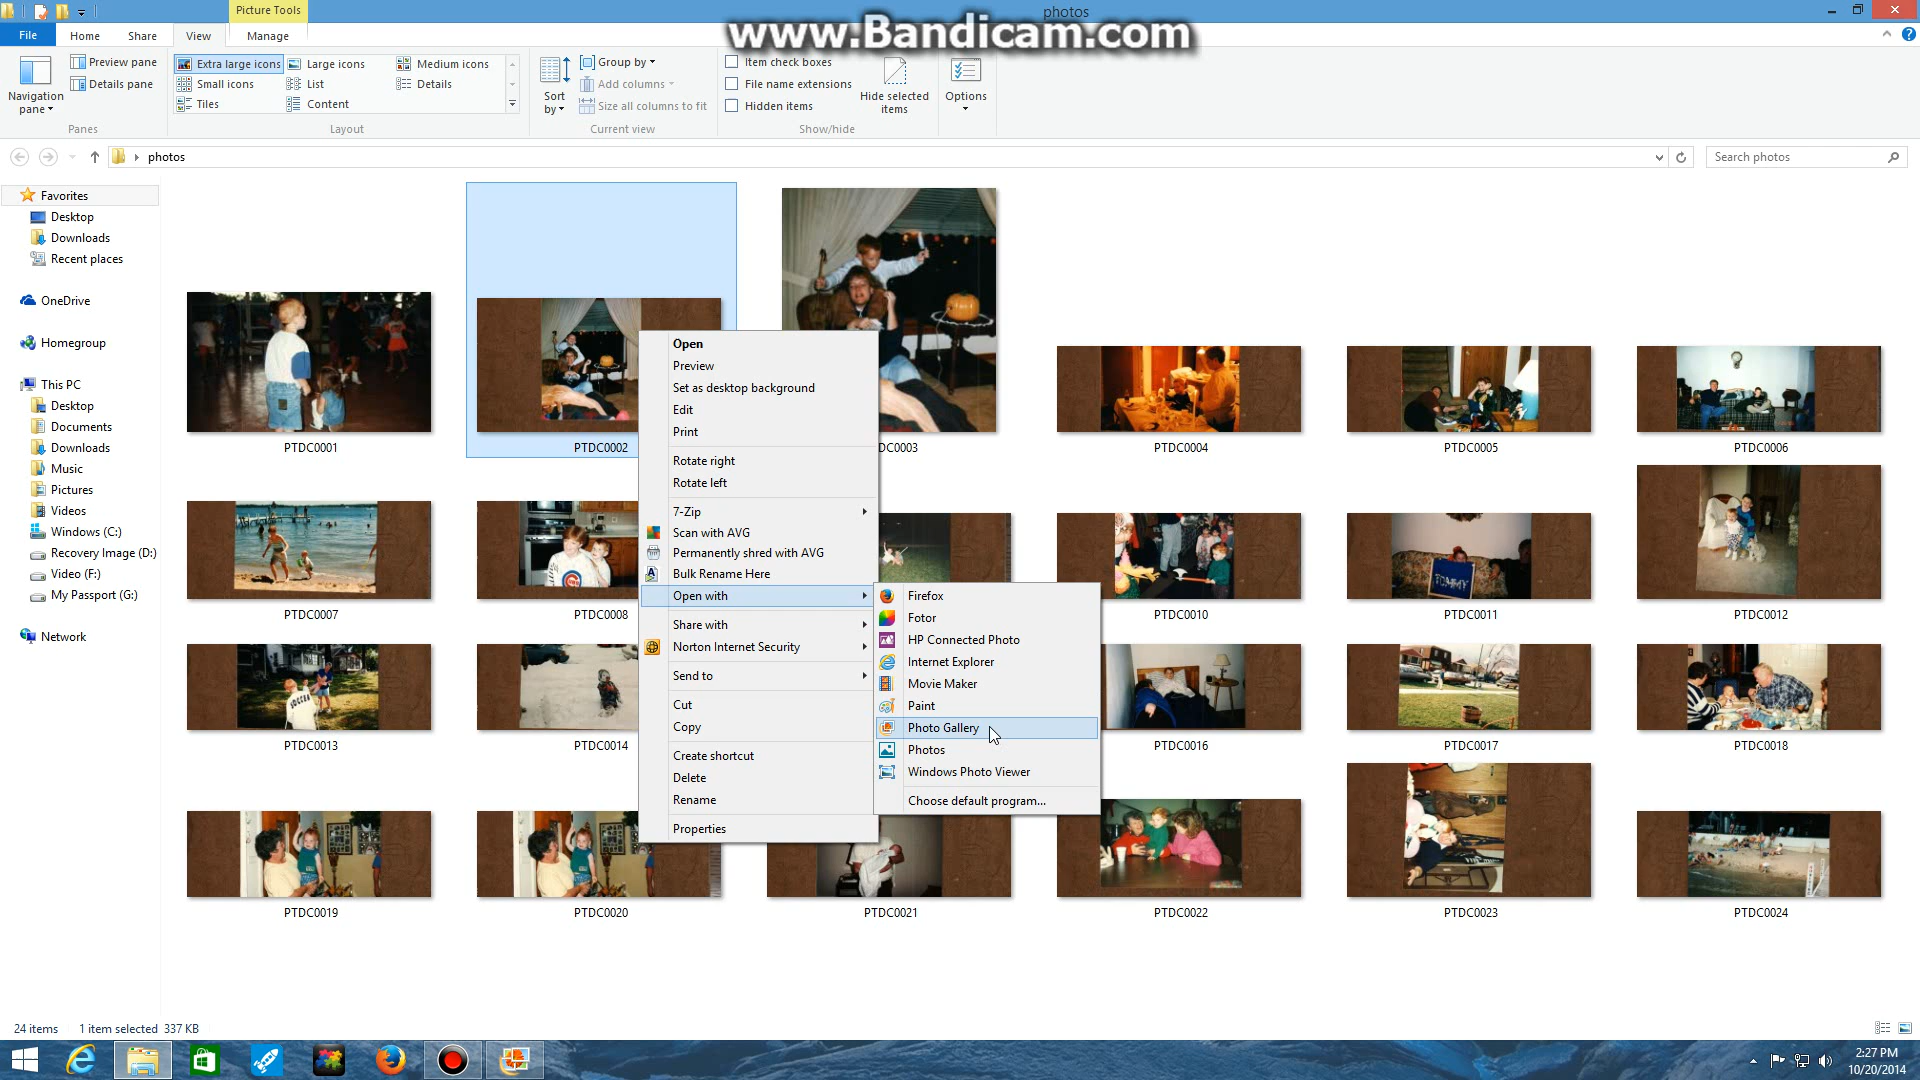 Picture Tools
photos
www.Bandicam.com
File
Home
Share
View
Manage
Navigation pane
Preview pane
Details pane
Panes
Extra large icons
Large icons
Medium icons
Small icons
List
Details
Tiles
Content
Layout
Sort by
Group by
Add columns
Size all columns to fit
Current view
Item check boxes
File name extensions
Hidden items
Hide selected items
Show/hide
Options
photos
Search photos
Favorites
Desktop
Downloads
Recent places
OneDrive
Homegroup
This PC
Desktop
Documents
Downloads
Music
Pictures
Videos
Windows (C:)
Recovery Image (D:)
Video (F:)
My Passport (G:)
Network
PTDC0001
PTDC0002
DC0003
PTDC0004
PTDC0005
PTDC0006
PTDC0007
PTDC0008
PTDC0010
TOMMY
PTDC0011
PTDC0012
SOCCER
PTDC0013
PTDC0014
PTDC0016
PTDC0017
PTDC0018
PTDC0019
PTDC0020
PTDC0021
PTDC0022
PTDC0023
PTDC0024
Open
Preview
Set as desktop background
Edit
Print
Rotate right
Rotate left
7-Zip
Scan with AVG
Permanently shred with AVG
Bulk Rename Here
Open with
Share with
Norton Internet Security
Send to
Cut
Copy
Create shortcut
Delete
Rename
Properties
Firefox
Fotor
HP Connected Photo
Internet Explorer
Movie Maker
Paint
Photo Gallery
Photos
Windows Photo Viewer
Choose default program...
24 items
1 item selected 337 KB
2:27 PM
10/20/2014